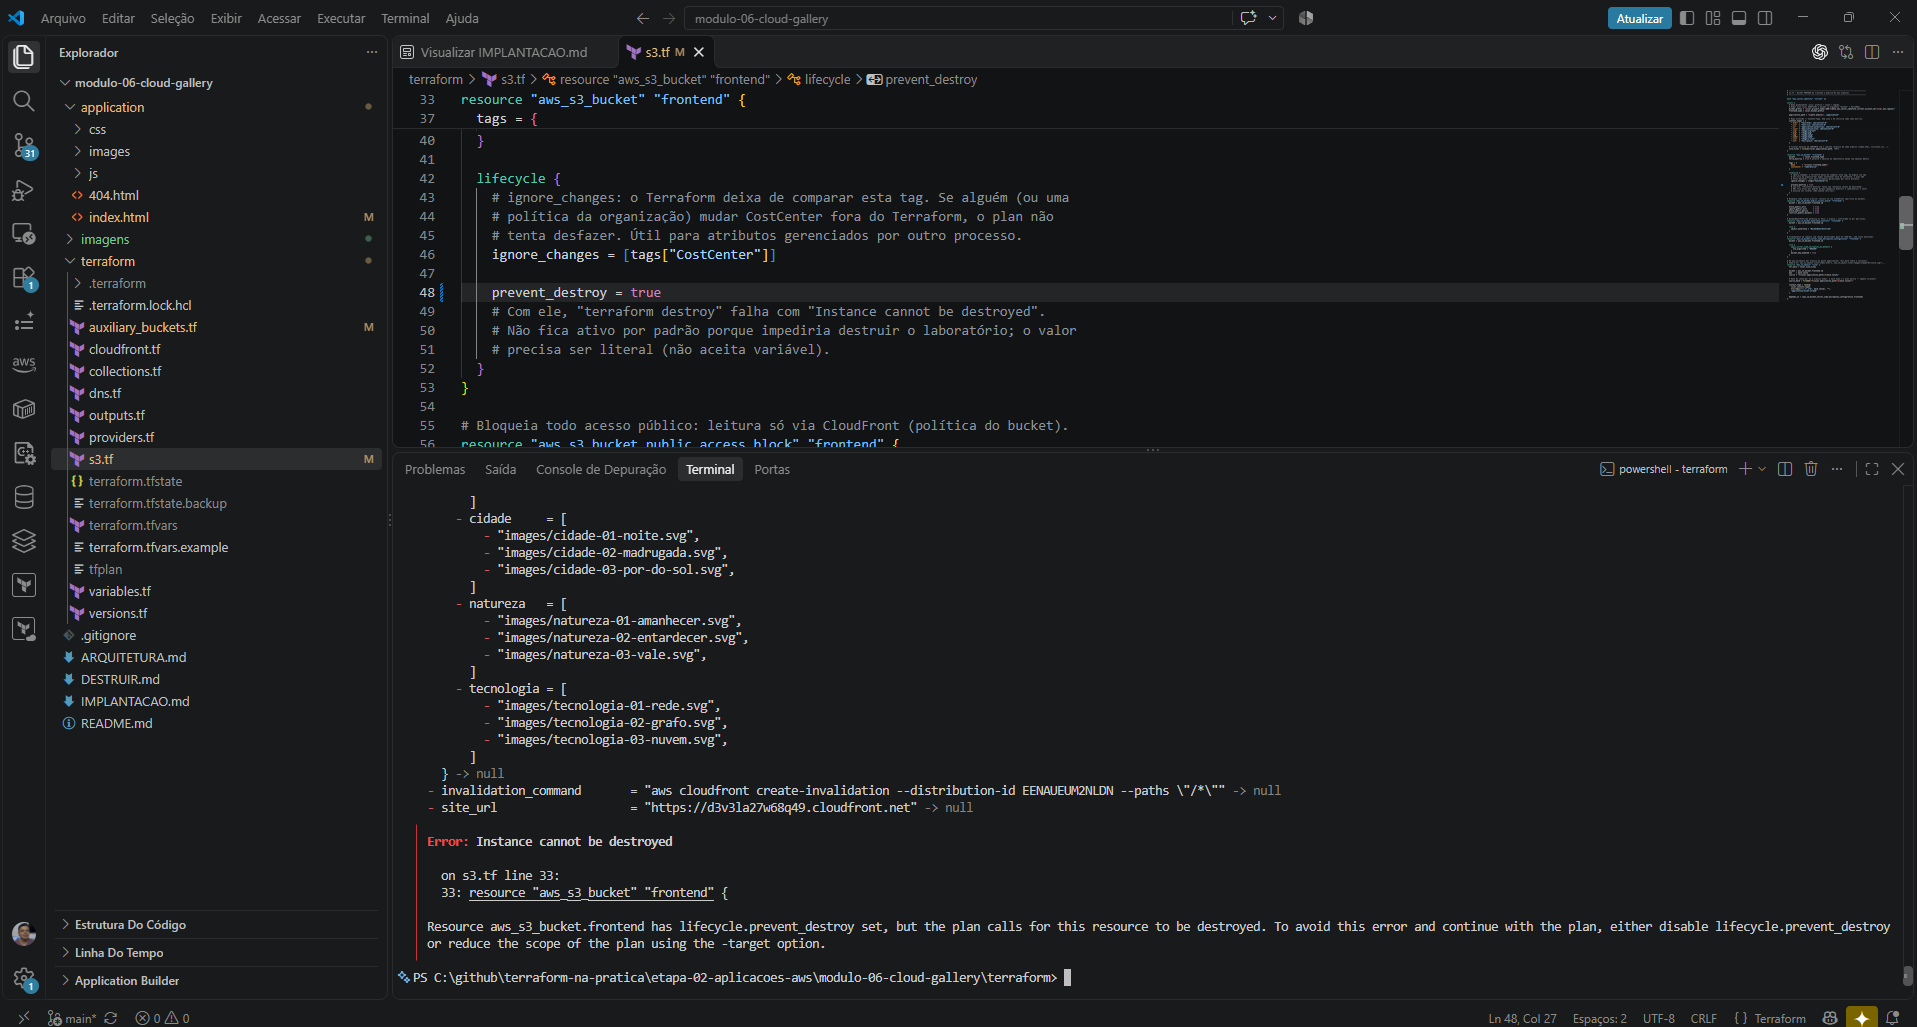 Arquivo Editar Seleção Exibir Acessar Executar Terminal Ajuda
modulo-06-cloud-gallery
Atualizar
Explorador
modulo-06-cloud-gallery
application
css
images
js
404.html
index.html M
imagens
terraform
.terraform
.terraform.lock.hcl
auxiliary_buckets.tf M
cloudfront.tf
collections.tf
dns.tf
outputs.tf
providers.tf
s3.tf M
terraform.tfstate
terraform.tfstate.backup
terraform.tfvars
terraform.tfvars.example
tfplan
variables.tf
versions.tf
.gitignore
ARQUITETURA.md
DESTRUIR.md
IMPLANTACAO.md
README.md
Estrutura Do Código
Linha Do Tempo
Application Builder
31
1
aws
1
Visualizar IMPLANTACAO.md
s3.tf M
terraform > s3.tf > resource "aws_s3_bucket" "frontend" > lifecycle > prevent_destroy
33 resource "aws_s3_bucket" "frontend" {
37 tags = {
40 }
41
42 lifecycle {
43 # ignore_changes: o Terraform deixa de comparar esta tag. Se alguém (ou uma
44 # política da organização) mudar CostCenter fora do Terraform, o plan não
45 # tenta desfazer. Útil para atributos gerenciados por outro processo.
46 ignore_changes = [tags["CostCenter"]]
47
48 prevent_destroy = true
49 # Com ele, "terraform destroy" falha com "Instance cannot be destroyed".
50 # Não fica ativo por padrão porque impediria destruir o laboratório; o valor
51 # precisa ser literal (não aceita variável).
52 }
53 }
54
55 # Bloqueia todo acesso público: leitura só via CloudFront (política do bucket).
56 resource "aws_s3_bucket_public_access_block" "frontend" {
Problemas Saída Console de Depuração Terminal Portas
powershell - terraform
]
- cidade = [
- "images/cidade-01-noite.svg",
- "images/cidade-02-madrugada.svg",
- "images/cidade-03-por-do-sol.svg",
]
- natureza = [
- "images/natureza-01-amanhecer.svg",
- "images/natureza-02-entardecer.svg",
- "images/natureza-03-vale.svg",
]
- tecnologia = [
- "images/tecnologia-01-rede.svg",
- "images/tecnologia-02-grafo.svg",
- "images/tecnologia-03-nuvem.svg",
]
} -> null
- invalidation_command = "aws cloudfront create-invalidation --distribution-id EENAUEUM2NLDN --paths \"/*\"" -> null
- site_url = "https://d3v3la27w68q49.cloudfront.net" -> null
Error: Instance cannot be destroyed
on s3.tf line 33:
33: resource "aws_s3_bucket" "frontend" {
Resource aws_s3_bucket.frontend has lifecycle.prevent_destroy set, but the plan calls for this resource to be destroyed. To avoid this error and continue with the plan, either disable lifecycle.prevent_destroy
or reduce the scope of the plan using the -target option.
PS C:\github\terraform-na-pratica\etapa-02-aplicacoes-aws\modulo-06-cloud-gallery\terraform>
main* 0 0
Ln 48, Col 27 Espaços: 2 UTF-8 CRLF { } Terraform